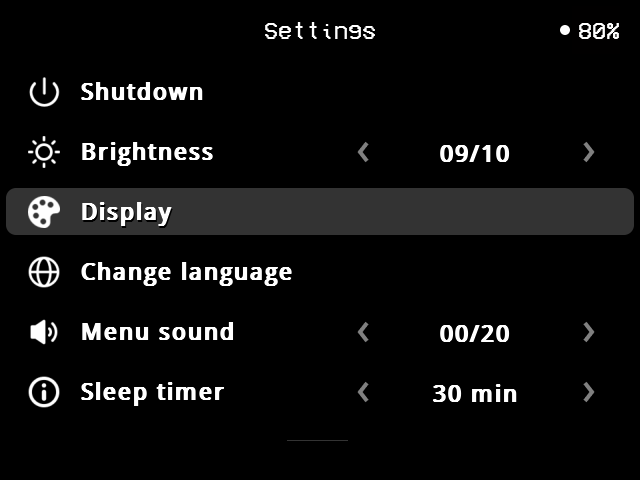 Settings
80%
Shutdown
Brightness 09/10
Display
Change language
Menu sound 00/20
Sleep timer 30 min